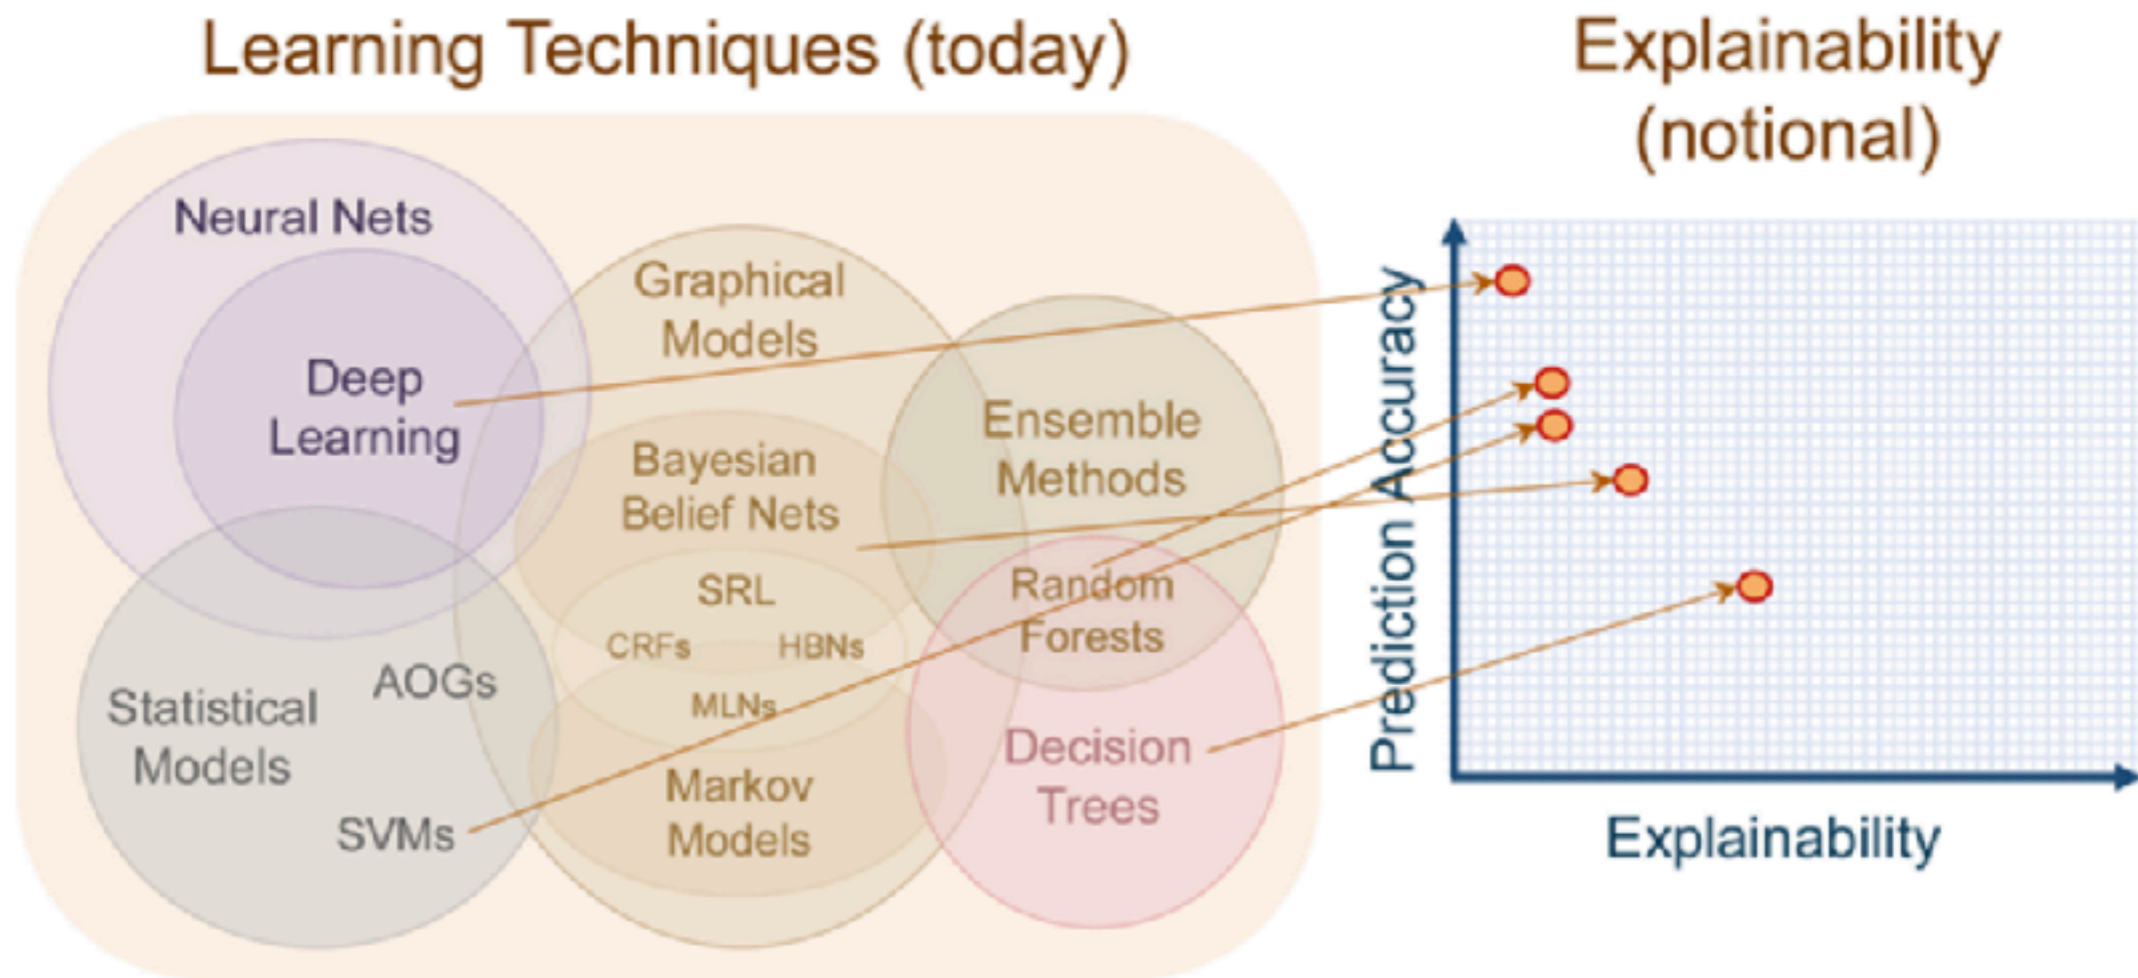 Learning Techniques (today)
Neural Nets
Deep
Learning
Graphical
Models
Bayesian
Belief Nets
SRL
CRFs
HBNs
MLNs
Markov
Models
Ensemble
Methods
Random
Forests
Decision
Trees
Statistical
Models
AOGs
SVMs
Explainability
(notional)
Prediction Accuracy
Explainability